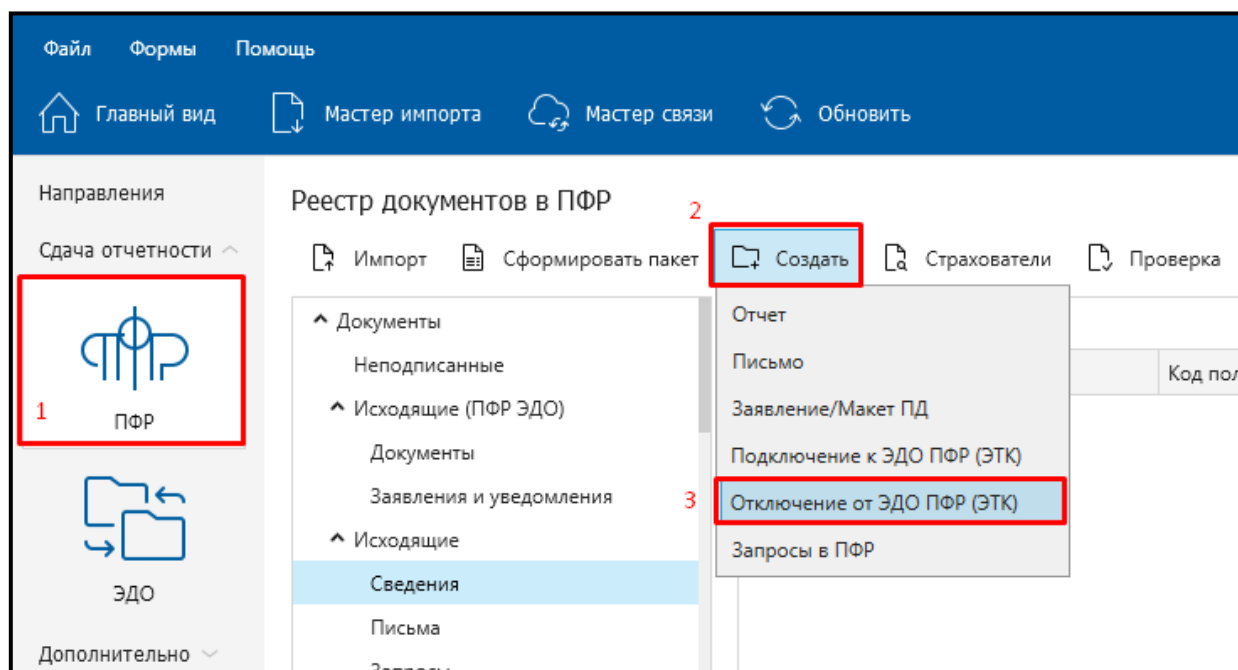 Файл Формы Помощь
Главный вид Мастер импорта Мастер связи Обновить
Направления
Сдача отчетности
1
ПФР
ЭДО
Дополнительно
Реестр документов в ПФР
2
Импорт Сформировать пакет Создать Страхователи Проверка
Документы
Неподписанные
Исходящие (ПФР ЭДО)
Документы
Заявления и уведомления
Исходящие
Сведения
Письма
Запросы
Отчет
Письмо
Заявление/Макет ПД
Подключение к ЭДО ПФР (ЭТК)
3
Отключение от ЭДО ПФР (ЭТК)
Запросы в ПФР
Код пол